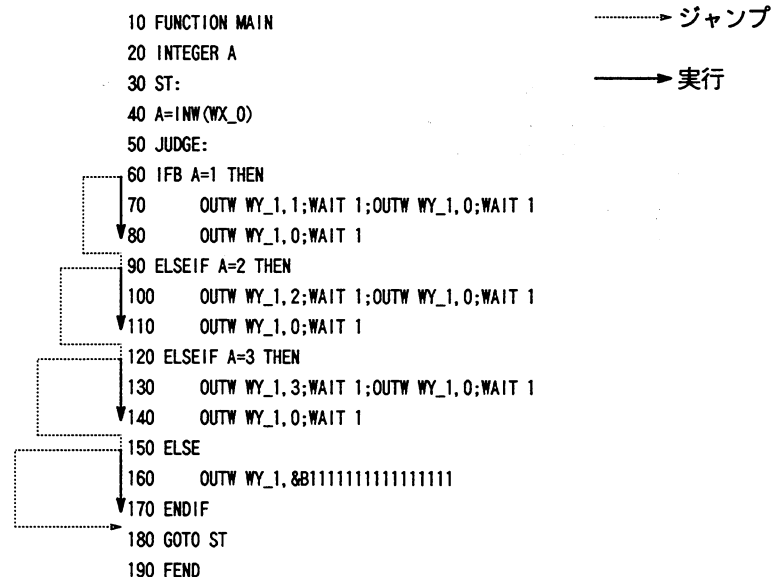 10 FUNCTION MAIN
ジャンプ
20 INTEGER A
30 ST:
実行
40 A=INW(WX_0)
50 JUDGE:
60 IFB A=1 THEN
70 OUTW WY_1,1;WAIT 1;OUTW WY_1,0;WAIT 1
80 OUTW WY_1,0;WAIT 1
90 ELSEIF A=2 THEN
100 OUTW WY_1,2;WAIT 1;OUTW WY_1,0;WAIT 1
110 OUTW WY_1,0;WAIT 1
120 ELSEIF A=3 THEN
130 OUTW WY_1,3;WAIT 1;OUTW WY_1,0;WAIT 1
140 OUTW WY_1,0;WAIT 1
150 ELSE
160 OUTW WY_1,&B1111111111111111
170 ENDIF
180 GOTO ST
190 FEND